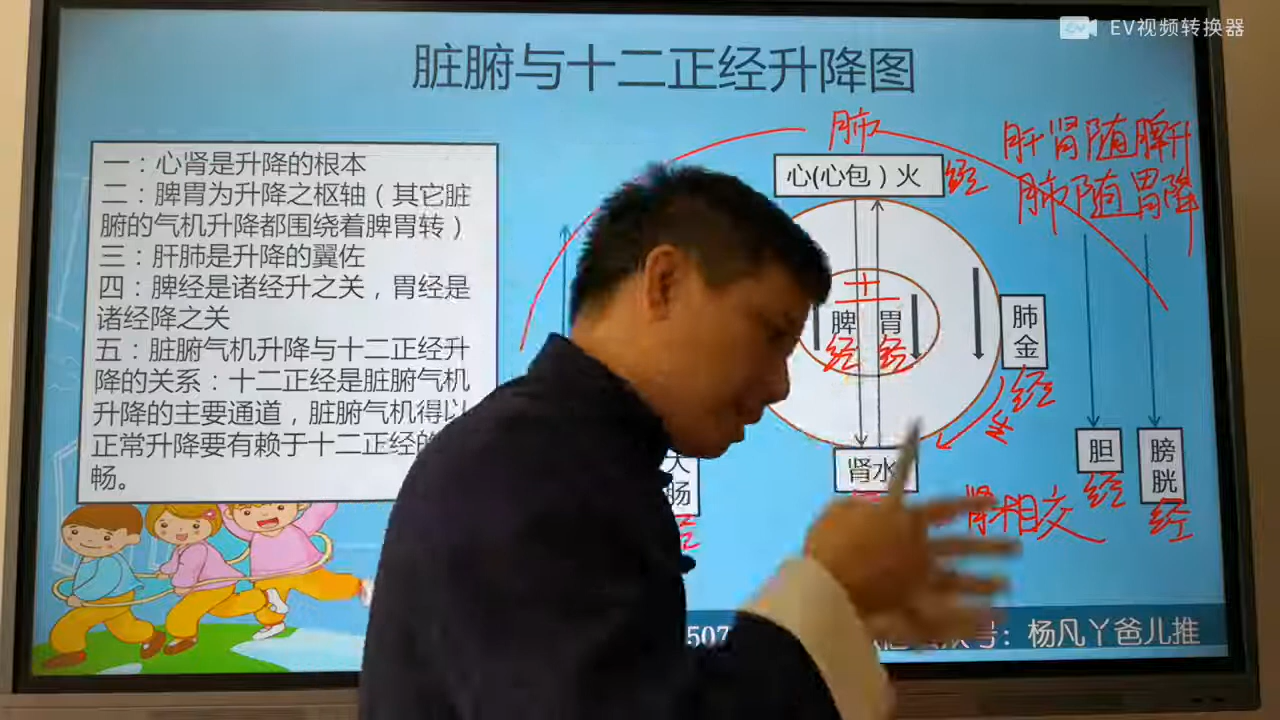 EV视频转换器
脏腑与十二正经升降图
一：心肾是升降的根本
二：脾胃为升降之枢轴（其它脏
腑的气机升降都围绕着脾胃转）
三：肝肺是升降的翼佐
四：脾经是诸经升之关，胃经是
诸经降之关
五：脏腑气机升降与十二正经升
降的关系：十二正经是脏腑气机
升降的主要通道，脏腑气机得以
正常升降要有赖于十二正经的
畅。
肺
肝肾随脾升
肺随胃降
心(心包）火
经
土
脾 胃
经 经
肺金
经
肾水
胆
经
膀胱
经
肠
肾相交
507
号：杨凡丫爸儿推